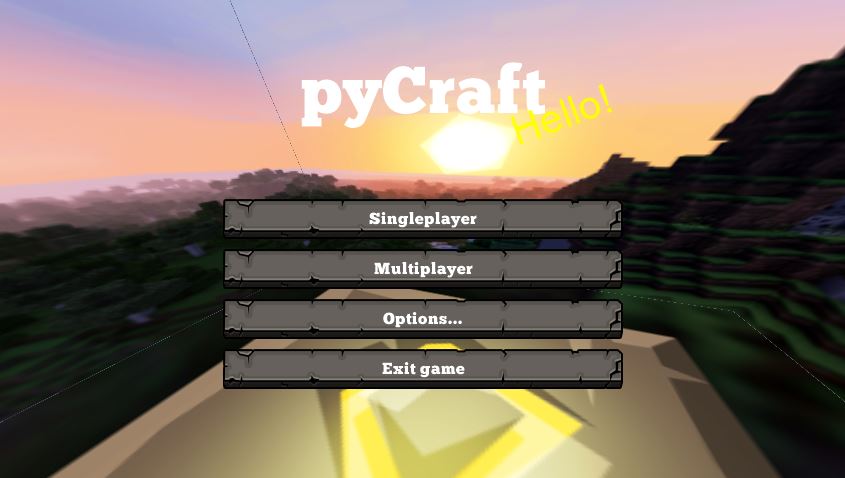 pyCraft
Hello!
Singleplayer
Multiplayer
Options...
Exit game